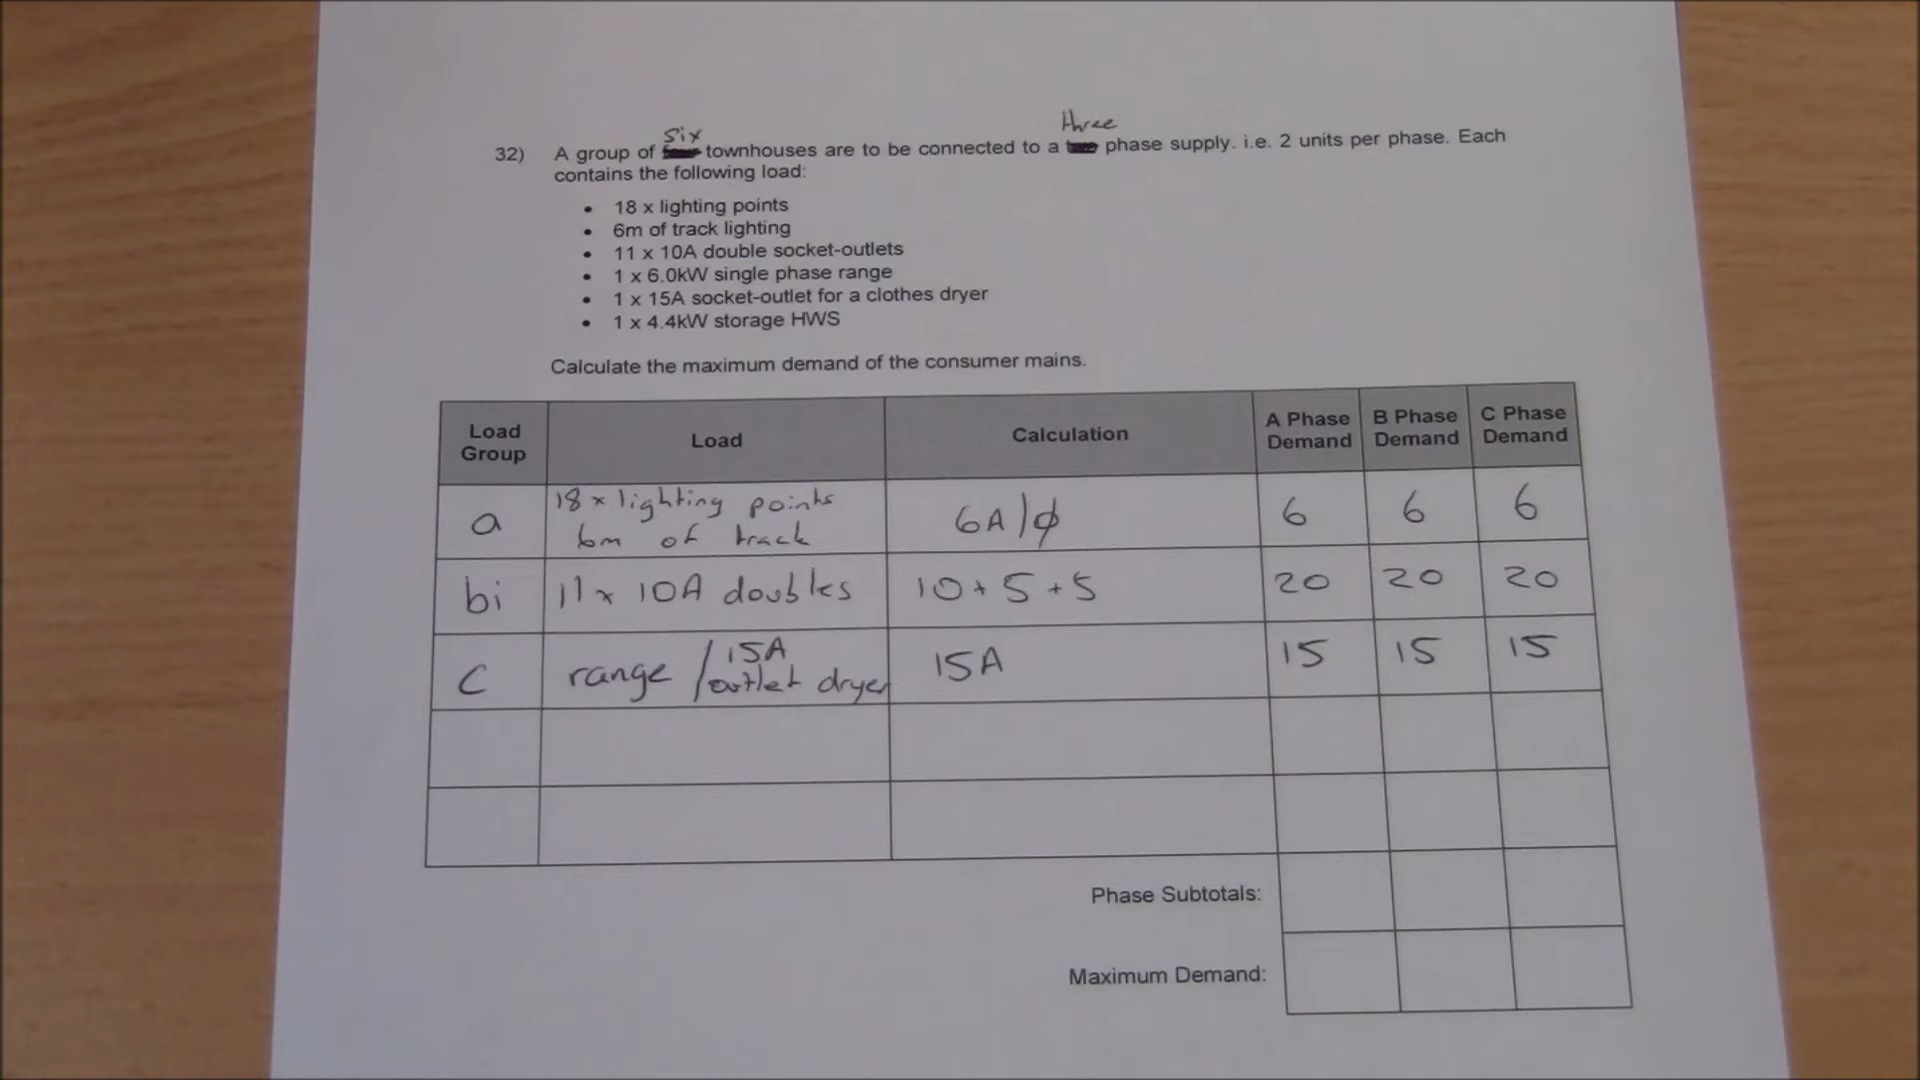 six three
32) A group of townhouses are to be connected to a phase supply. i.e. 2 units per phase. Each
contains the following load:
• 18 x lighting points
• 6m of track lighting
• 11 x 10A double socket-outlets
• 1 x 6.0kW single phase range
• 1 x 15A socket-outlet for a clothes dryer
• 1 x 4.4kW storage HWS
Calculate the maximum demand of the consumer mains.
Load Group Load Calculation A Phase Demand B Phase Demand C Phase Demand
a 18 x lighting points 6m of track 6A/φ 6 6 6
bi 11 x 10A doubles 10 + 5 + 5 20 20 20
c range / 15A outlet dryer 15A 15 15 15
Phase Subtotals:
Maximum Demand: